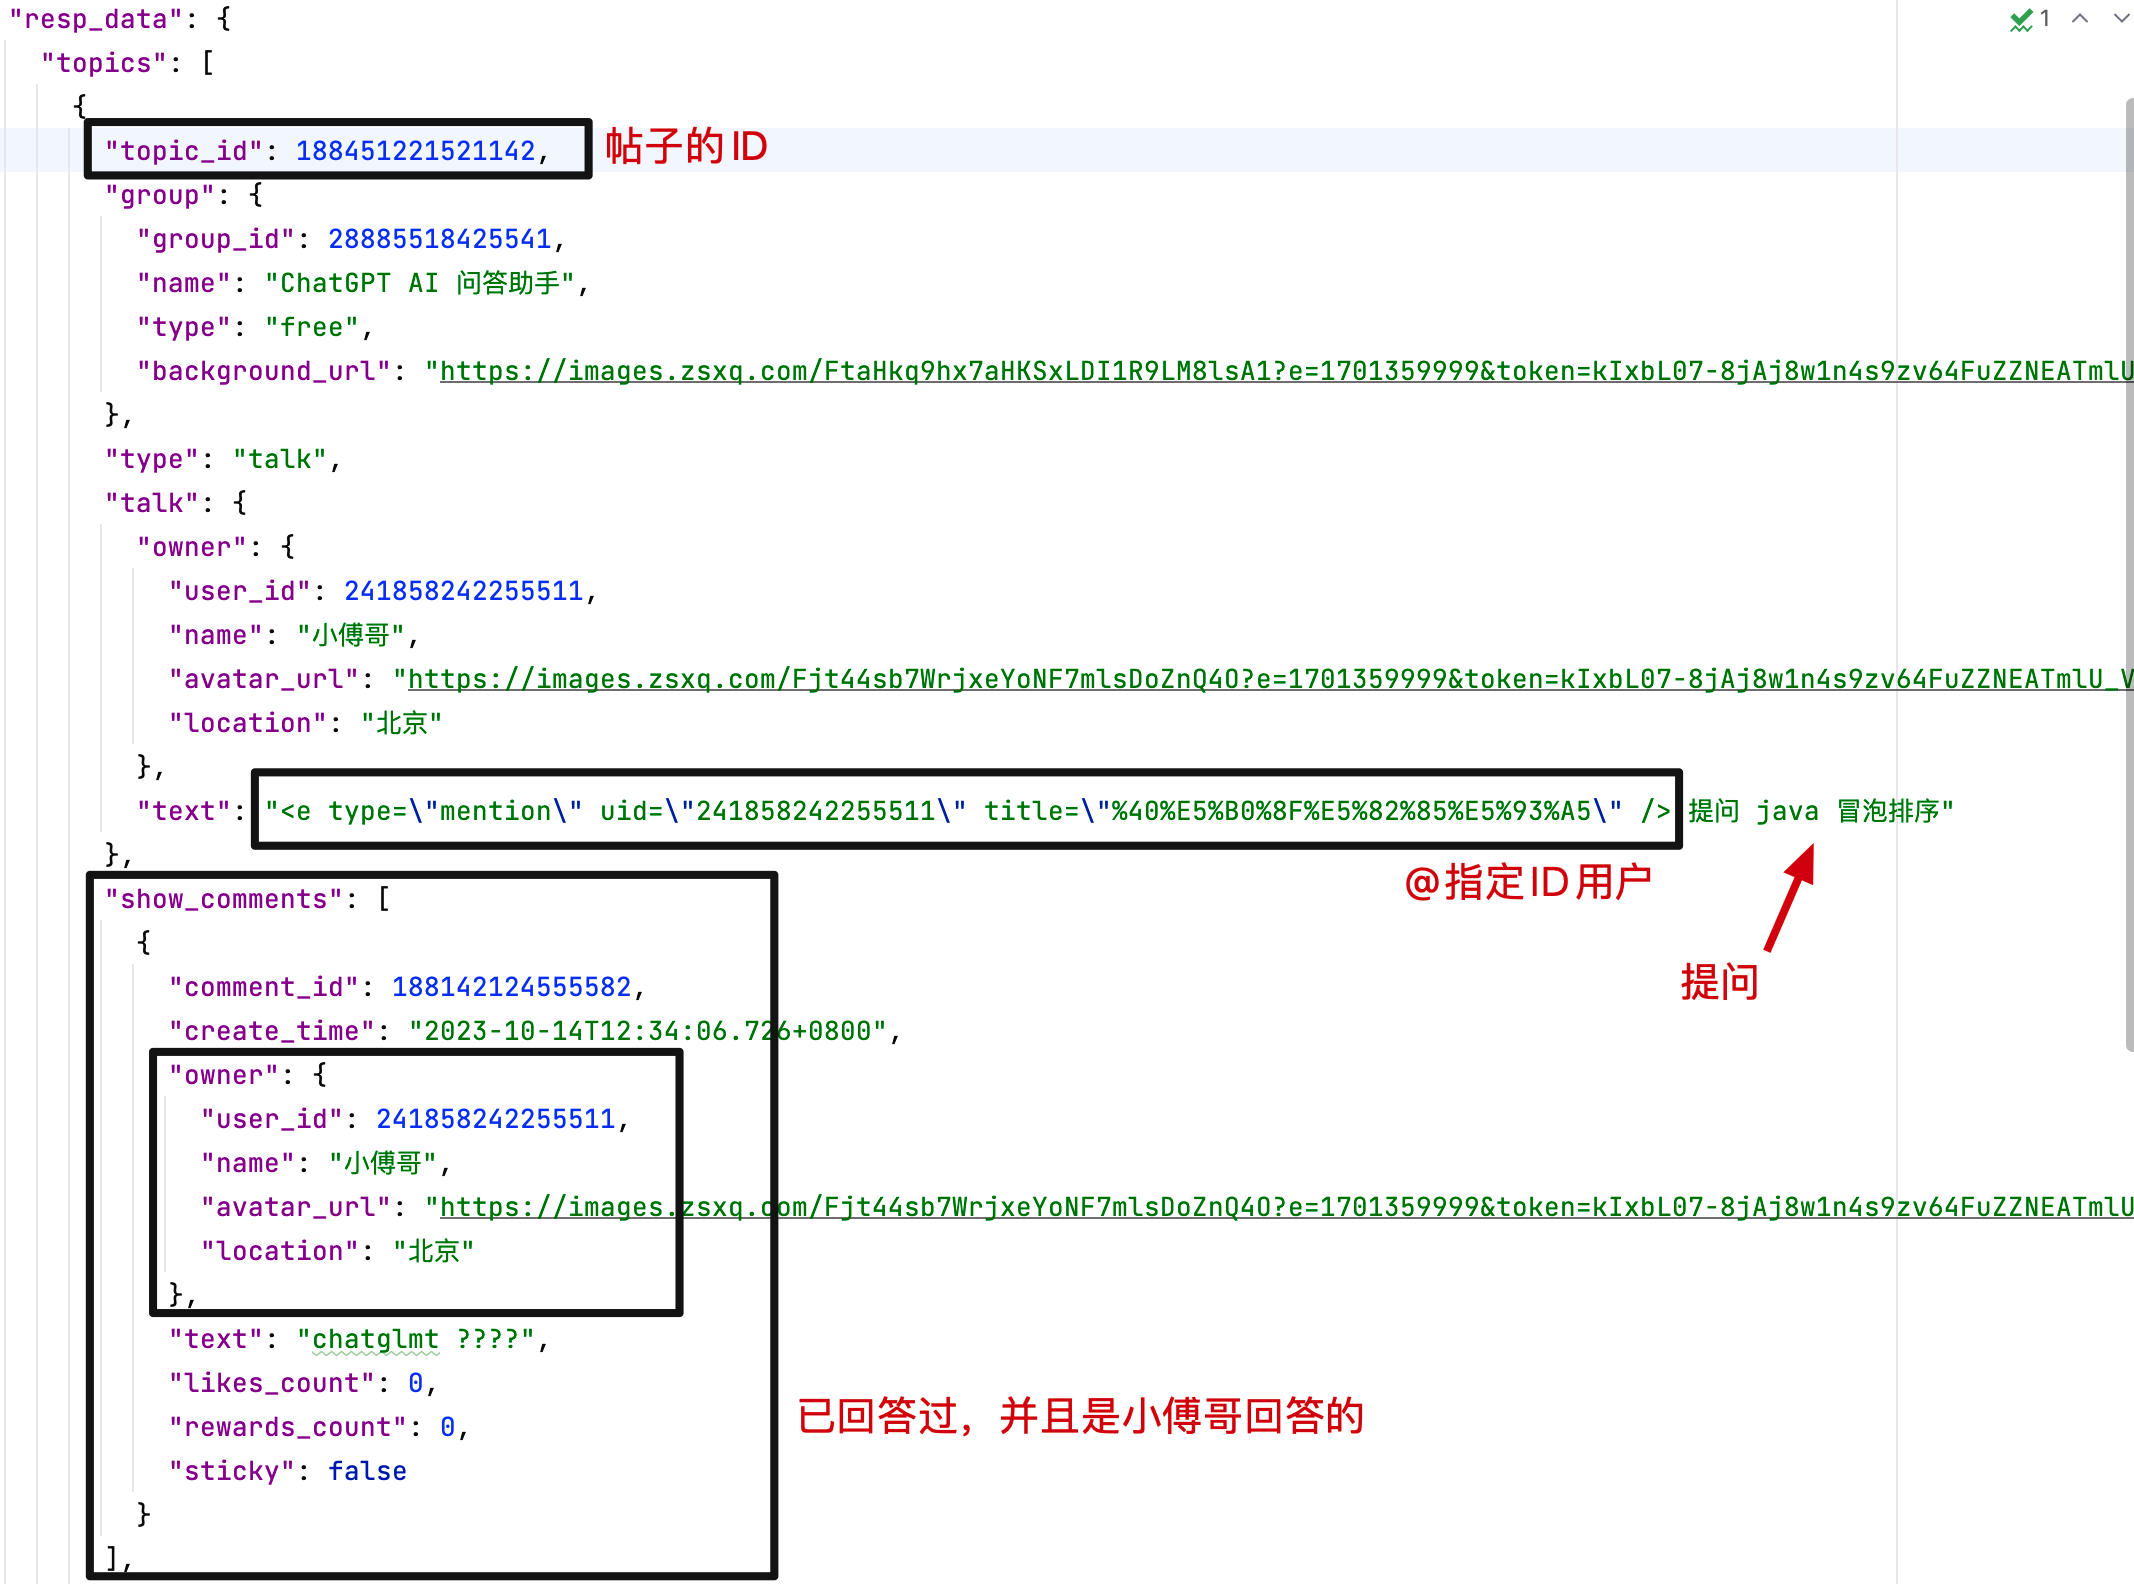 "resp_data": {
1
"topics": [
{
"topic_id": 188451221521142,
帖子的ID
"group": {
"group_id": 28885518425541,
"name": "ChatGPT AI 问答助手",
"type": "free",
"background_url": "https://images.zsxq.com/FtaHkq9hx7aHKSxLDI1R9LM8lsA1?e=1701359999&token=kIxbL07-8jAj8w1n4s9zv64FuZZNEATmlU
},
"type": "talk",
"talk": {
"owner": {
"user_id": 241858242255511,
"name": "小傅哥",
"avatar_url": "https://images.zsxq.com/Fjt44sb7WrjxeYoNF7mlsDoZnQ4O?e=1701359999&token=kIxbL07-8jAj8w1n4s9zv64FuZZNEATmlU_V
"location": "北京"
},
"text": "<e type=\"mention\" uid=\"241858242255511\" title=\"%40%E5%B0%8F%E5%82%85%E5%93%A5\" /> 提问 java 冒泡排序"
},
@指定ID用户
提问
"show_comments": [
{
"comment_id": 188142124555582,
"create_time": "2023-10-14T12:34:06.726+0800",
"owner": {
"user_id": 241858242255511,
"name": "小傅哥",
"avatar_url": "https://images.zsxq.com/Fjt44sb7WrjxeYoNF7mlsDoZnQ4O?e=1701359999&token=kIxbL07-8jAj8w1n4s9zv64FuZZNEATmlU
"location": "北京"
},
"text": "chatglmt ????",
"likes_count": 0,
"rewards_count": 0,
已回答过，并且是小傅哥回答的
"sticky": false
}
],